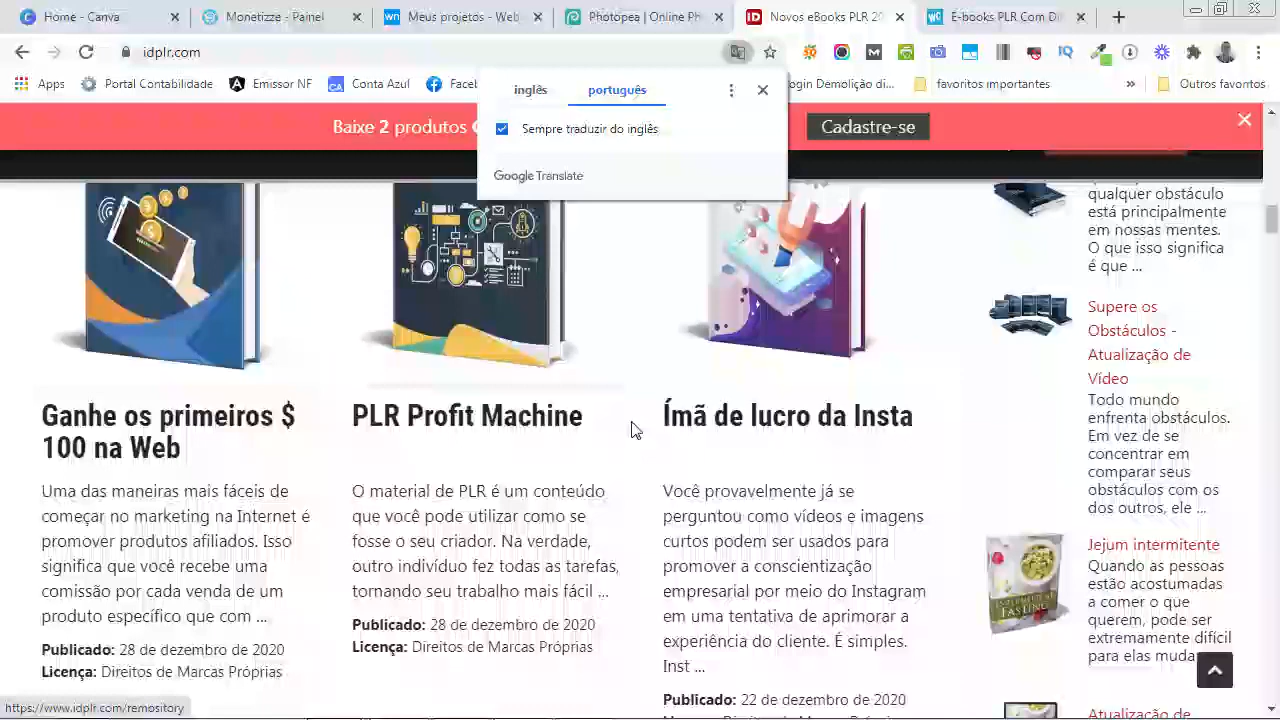 Home - Canva
Monetizze - Painel
Meus projetos - Web
Photopea | Online Ph
Novos eBooks PLR 20
E-books PLR Com Di
idplr.com
Apps
Portal Contabilidade
Emissor NF
Conta Azul
Faceb
ogin Demolição di...
favoritos importantes
Outros favoritos
inglês
português
Sempre traduzir do inglês
Google Translate
Baixe 2 produtos
Cadastre-se
Ganhe os primeiros $
100 na Web
Uma das maneiras mais fáceis de
começar no marketing na Internet é
promover produtos afiliados. Isso
significa que você recebe uma
comissão por cada venda de um
produto específico que com ...
Publicado: 28 de dezembro de 2020
Licença: Direitos de Marcas Próprias
PLR Profit Machine
O material de PLR é um conteúdo
que você pode utilizar como se
fosse o seu criador. Na verdade,
outro indivíduo fez todas as tarefas,
tornando seu trabalho mais fácil ...
Publicado: 28 de dezembro de 2020
Licença: Direitos de Marcas Próprias
Ímã de lucro da Insta
Você provavelmente já se
perguntou como vídeos e imagens
curtos podem ser usados para
promover a conscientização
empresarial por meio do Instagram
em uma tentativa de aprimorar a
experiência do cliente. É simples.
Inst ...
Publicado: 22 de dezembro de 2020
qualquer obstáculo
está principalmente
em nossas mentes.
O que isso significa
é que ...
Supere os
Obstáculos -
Atualização de
Vídeo
Todo mundo
enfrenta obstáculos.
Em vez de se
concentrar em
comparar seus
obstáculos com os
dos outros, ele ...
INTERMITTENT
FASTING
Jejum intermitente
Quando as pessoas
estão acostumadas
a comer o que
querem, pode ser
extremamente difícil
para elas muda
Atualização de
https://www.idplr.com/remository